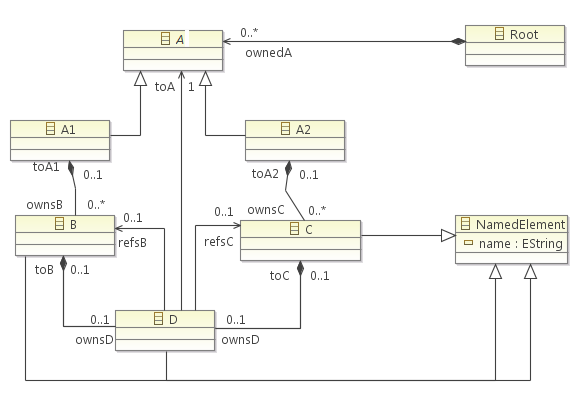 A
0..*
ownedA
Root
toA
1
A1
A2
toA1
0..1
toA2
0..1
ownsB
0..*
ownsC
0..*
B
0..1
refsB
0..1
refsC
C
NamedElement
name : EString
toB
0..1
toC
0..1
0..1
ownsD
D
0..1
ownsD